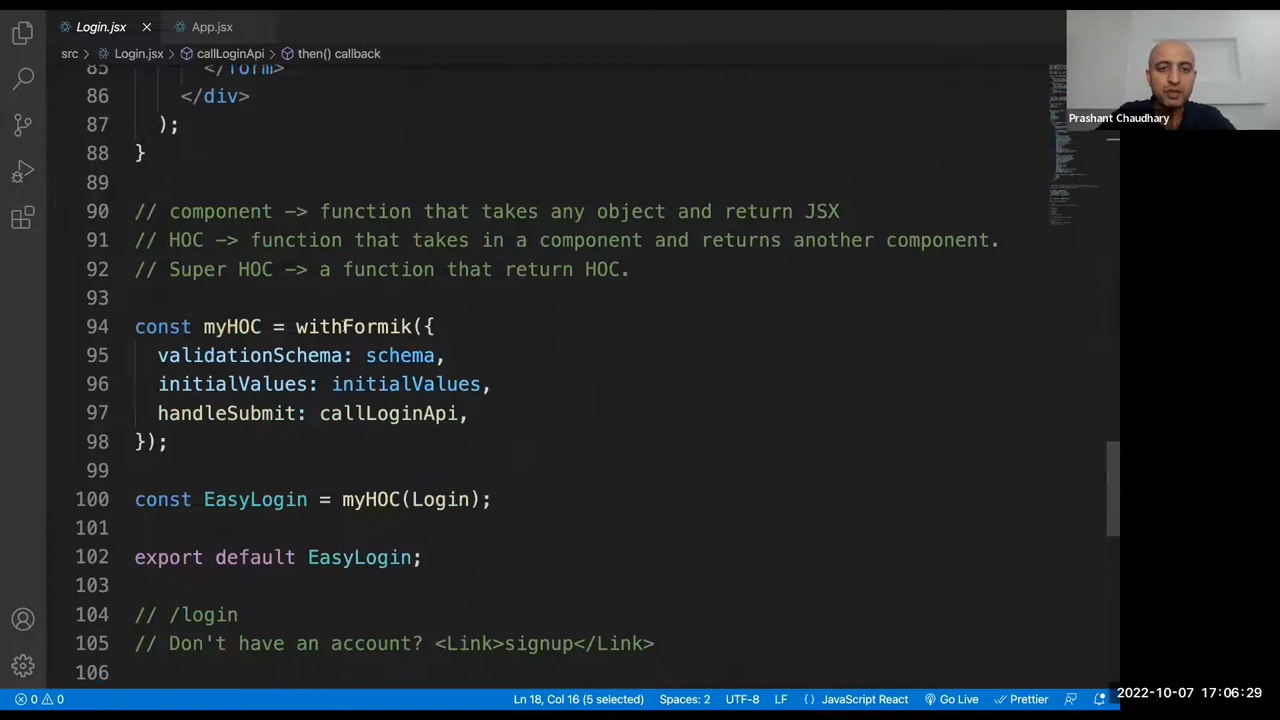 Login.jsx
App.jsx
src > Login.jsx > callLoginApi > then() callback
Prashant Chaudhary
85 </form>
86 </div>
87 );
88 }
89
90 // component -> function that takes any object and return JSX
91 // HOC -> function that takes in a component and returns another component.
92 // Super HOC -> a function that return HOC.
93
94 const myHOC = withFormik({
95 validationSchema: schema,
96 initialValues: initialValues,
97 handleSubmit: callLoginApi,
98 });
99
100 const EasyLogin = myHOC(Login);
101
102 export default EasyLogin;
103
104 // /login
105 // Don't have an account? <Link>signup</Link>
106
0 0 Ln 18, Col 16 (5 selected) Spaces: 2 UTF-8 LF { } JavaScript React Go Live Prettier
2022-10-07 17:06:29